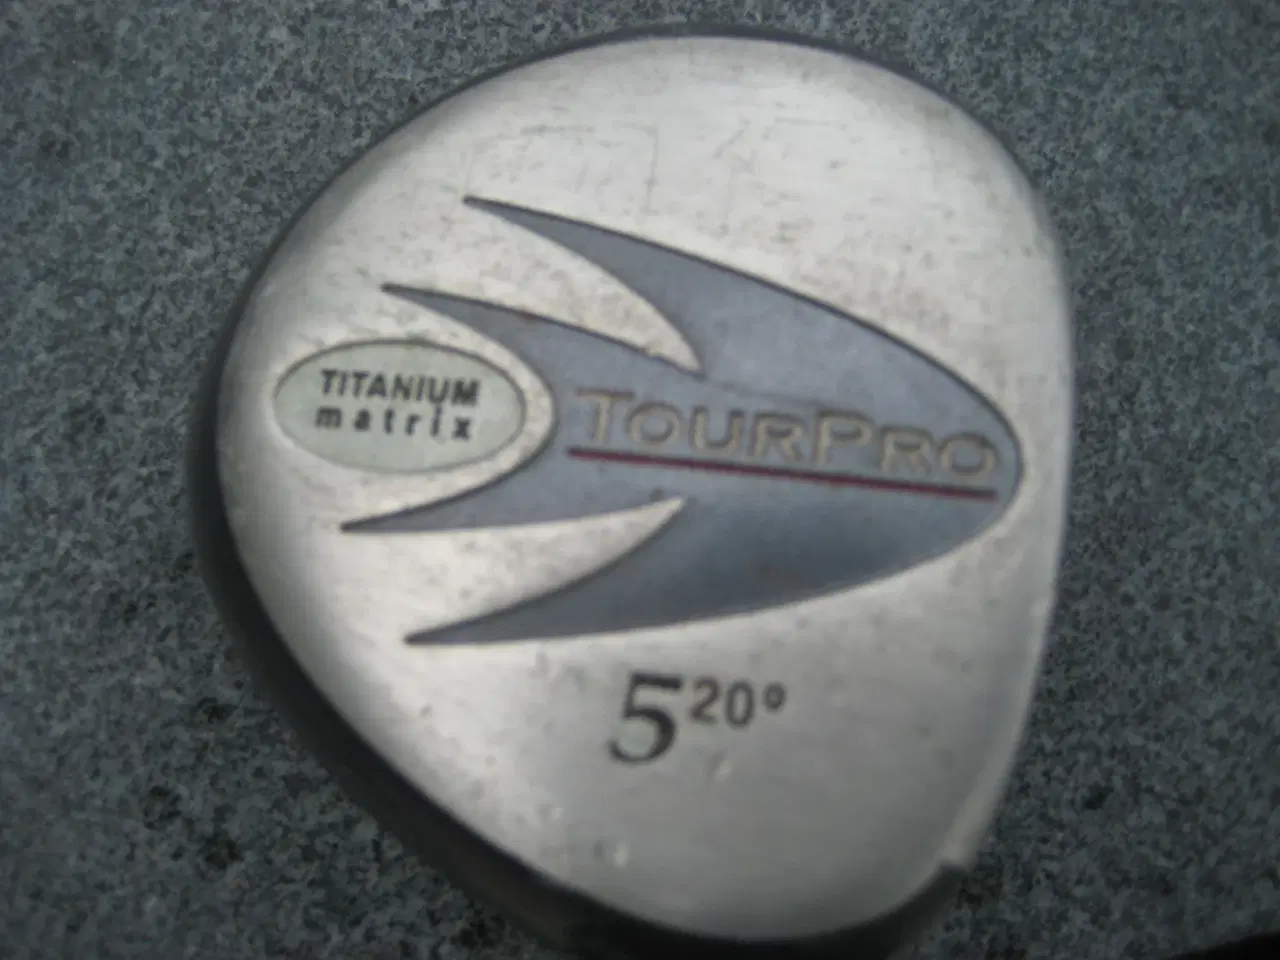 TITANIUM
matrix
TOURPRO
5 20°